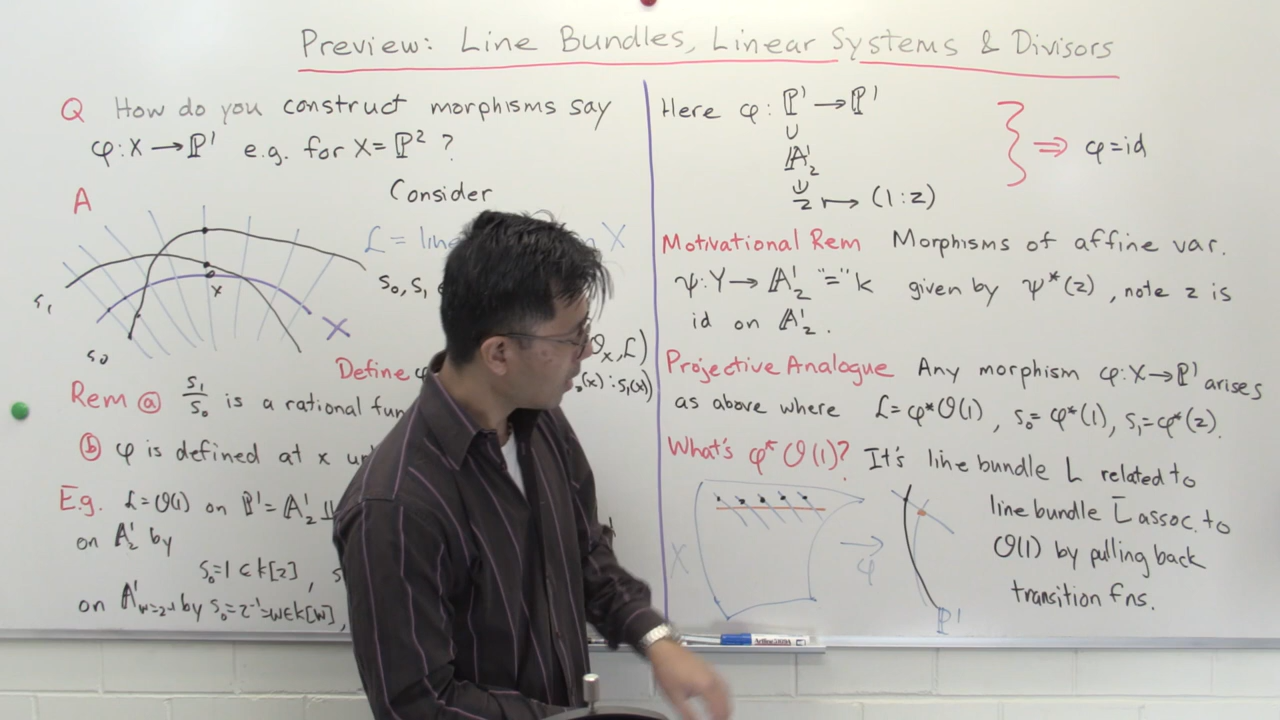 Preview: Line Bundles, Linear Systems & Divisors
Q How do you construct morphisms say
φ: X → ℙ¹ e.g. for X = ℙ² ?
A
Consider
ℒ = line X
s₀, s₁
s₁
x
X
s₀
𝒪ₓ, ℒ)
Define φ
(x) : s₁(x))
Rem ⓐ s₁/s₀ is a rational fun
ⓑ φ is defined at x
E.g. ℒ = 𝒪(1) on ℙ¹ = 𝔸¹_z ⨿
on 𝔸¹_z by
s₀ = 1 ∈ k[z] ,
on 𝔸¹_{w=z⁻¹} by s₀ = z⁻¹ = w ∈ k[w],
Here φ: ℙ¹ → ℙ¹
∪
𝔸¹_z
∪
z ↦ (1:z)
} ⟹ φ = id
Motivational Rem Morphisms of affine var.
ψ: Y → 𝔸¹_z "=" k given by ψ*(z) , note z is
id on 𝔸¹_z.
Projective Analogue Any morphism φ: X → ℙ¹ arises
as above where ℒ = φ*𝒪(1) , s₀ = φ*(1), s₁ = φ*(z).
What's φ*𝒪(1)? It's line bundle L related to
line bundle L̄ assoc. to
𝒪(1) by pulling back
transition fns.
X
φ
ℙ¹